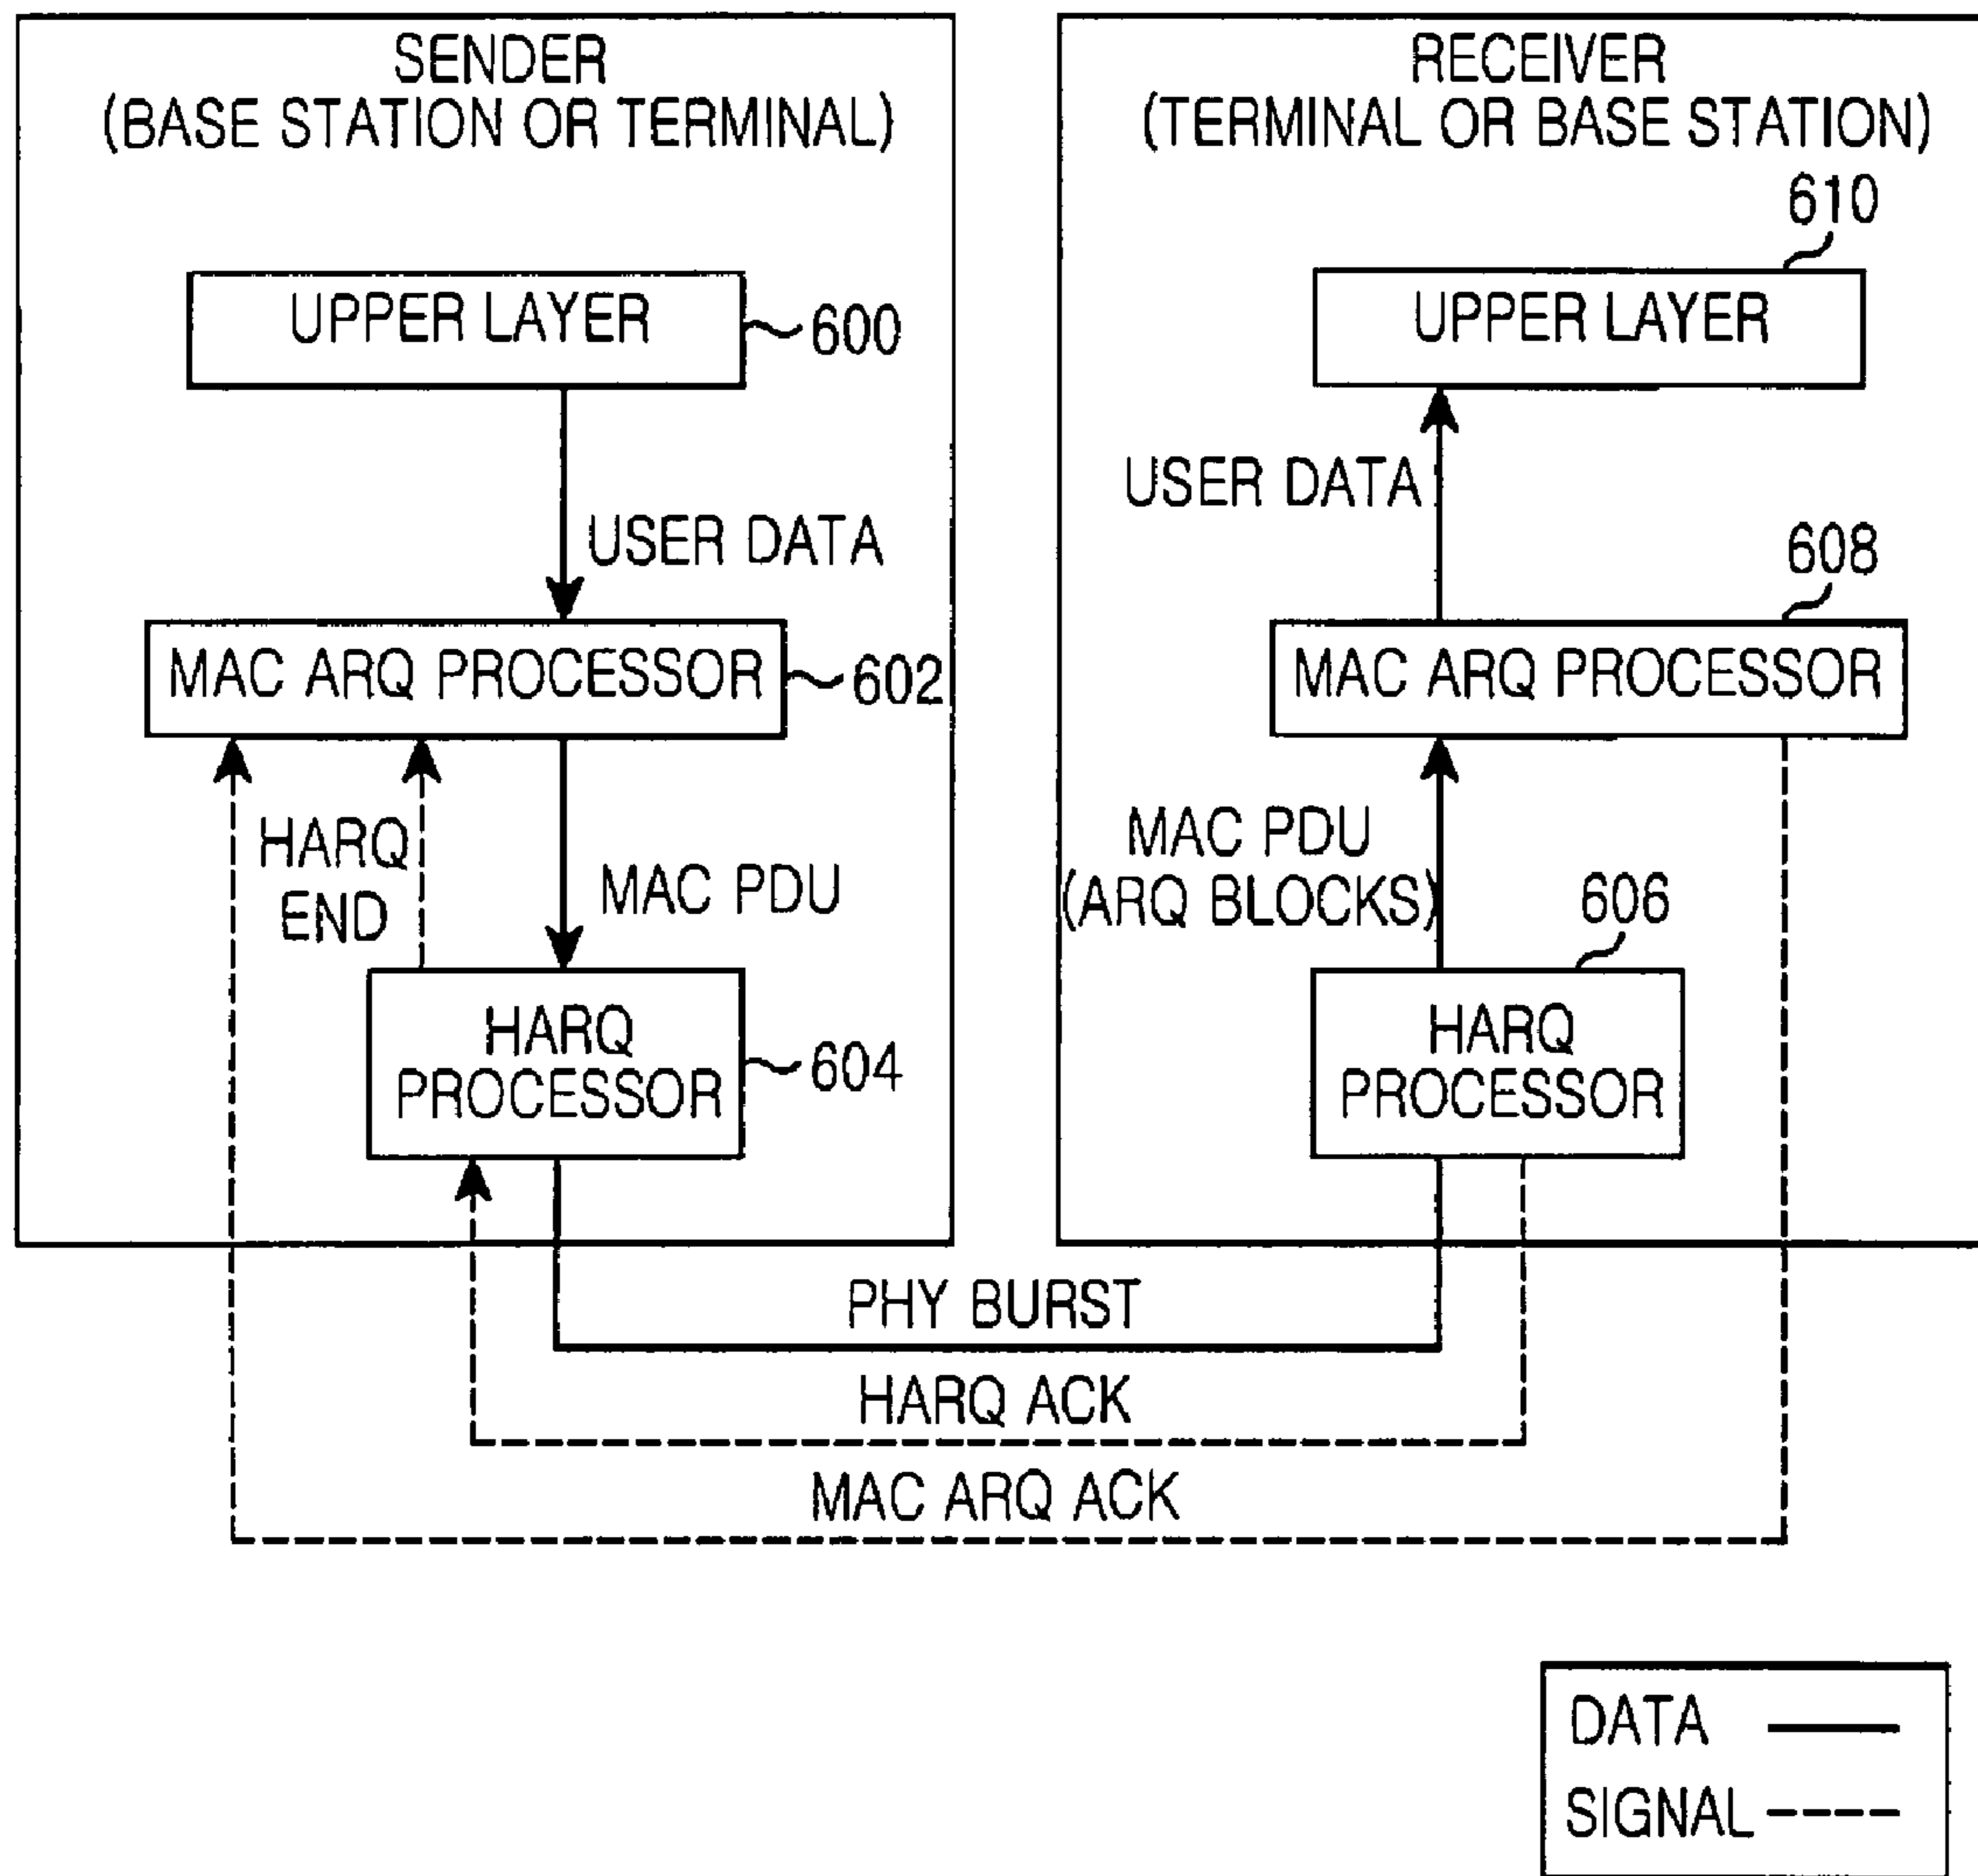 SENDER
(BASE STATION OR TERMINAL)
UPPER LAYER
600
USER DATA
MAC ARQ PROCESSOR
602
HARQ
END
MAC PDU
HARQ
PROCESSOR
604
RECEIVER
(TERMINAL OR BASE STATION)
610
UPPER LAYER
USER DATA
608
MAC ARQ PROCESSOR
MAC PDU
(ARQ BLOCKS)
606
HARQ
PROCESSOR
PHY BURST
HARQ ACK
MAC ARQ ACK
DATA
SIGNAL